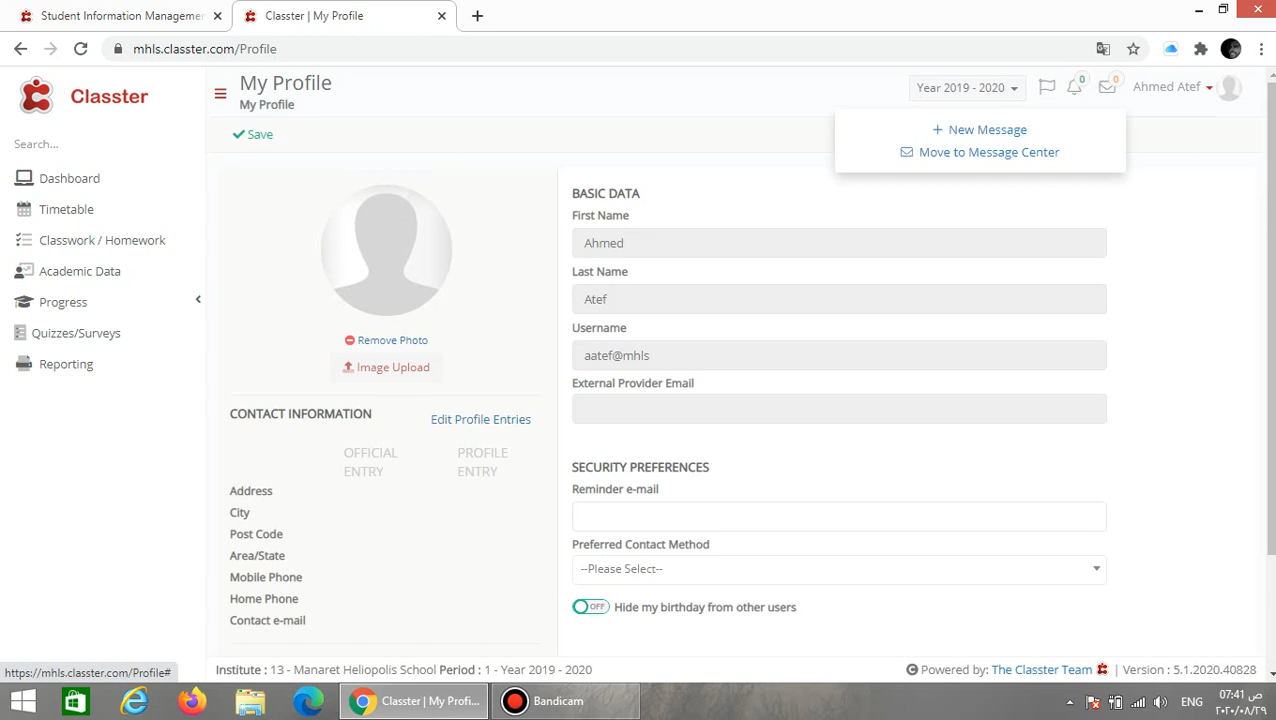 Student Information Management
Classter | My Profile
mhls.classter.com/Profile
Classter
My Profile
My Profile
Year 2019 - 2020
0
0
Ahmed Atef
Save
New Message
Move to Message Center
Search...
Dashboard
Timetable
Classwork / Homework
Academic Data
Progress
Quizzes/Surveys
Reporting
Remove Photo
Image Upload
CONTACT INFORMATION
Edit Profile Entries
OFFICIAL ENTRY
PROFILE ENTRY
Address
City
Post Code
Area/State
Mobile Phone
Home Phone
Contact e-mail
BASIC DATA
First Name
Ahmed
Last Name
Atef
Username
aatef@mhls
External Provider Email
SECURITY PREFERENCES
Reminder e-mail
Preferred Contact Method
--Please Select--
OFF Hide my birthday from other users
https://mhls.classter.com/Profile#
Institute : 13 - Manaret Heliopolis School Period : 1 - Year 2019 - 2020
Powered by: The Classter Team | Version : 5.1.2020.40828
Classter | My Profi...
Bandicam
ENG
07:41 ص
٢٠٢٠/٠٨/٢٩